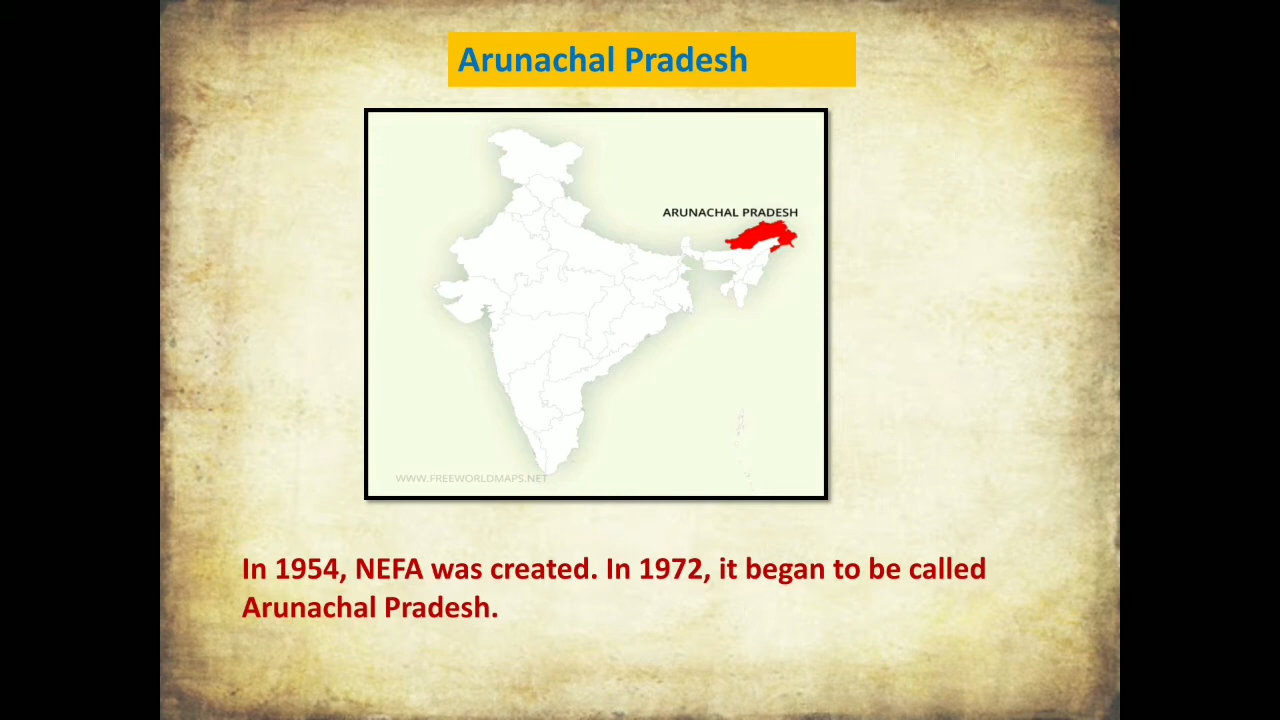 Arunachal Pradesh
ARUNACHAL PRADESH
WWW.FREEWORLDMAPS.NET
In 1954, NEFA was created. In 1972, it began to be called
Arunachal Pradesh.